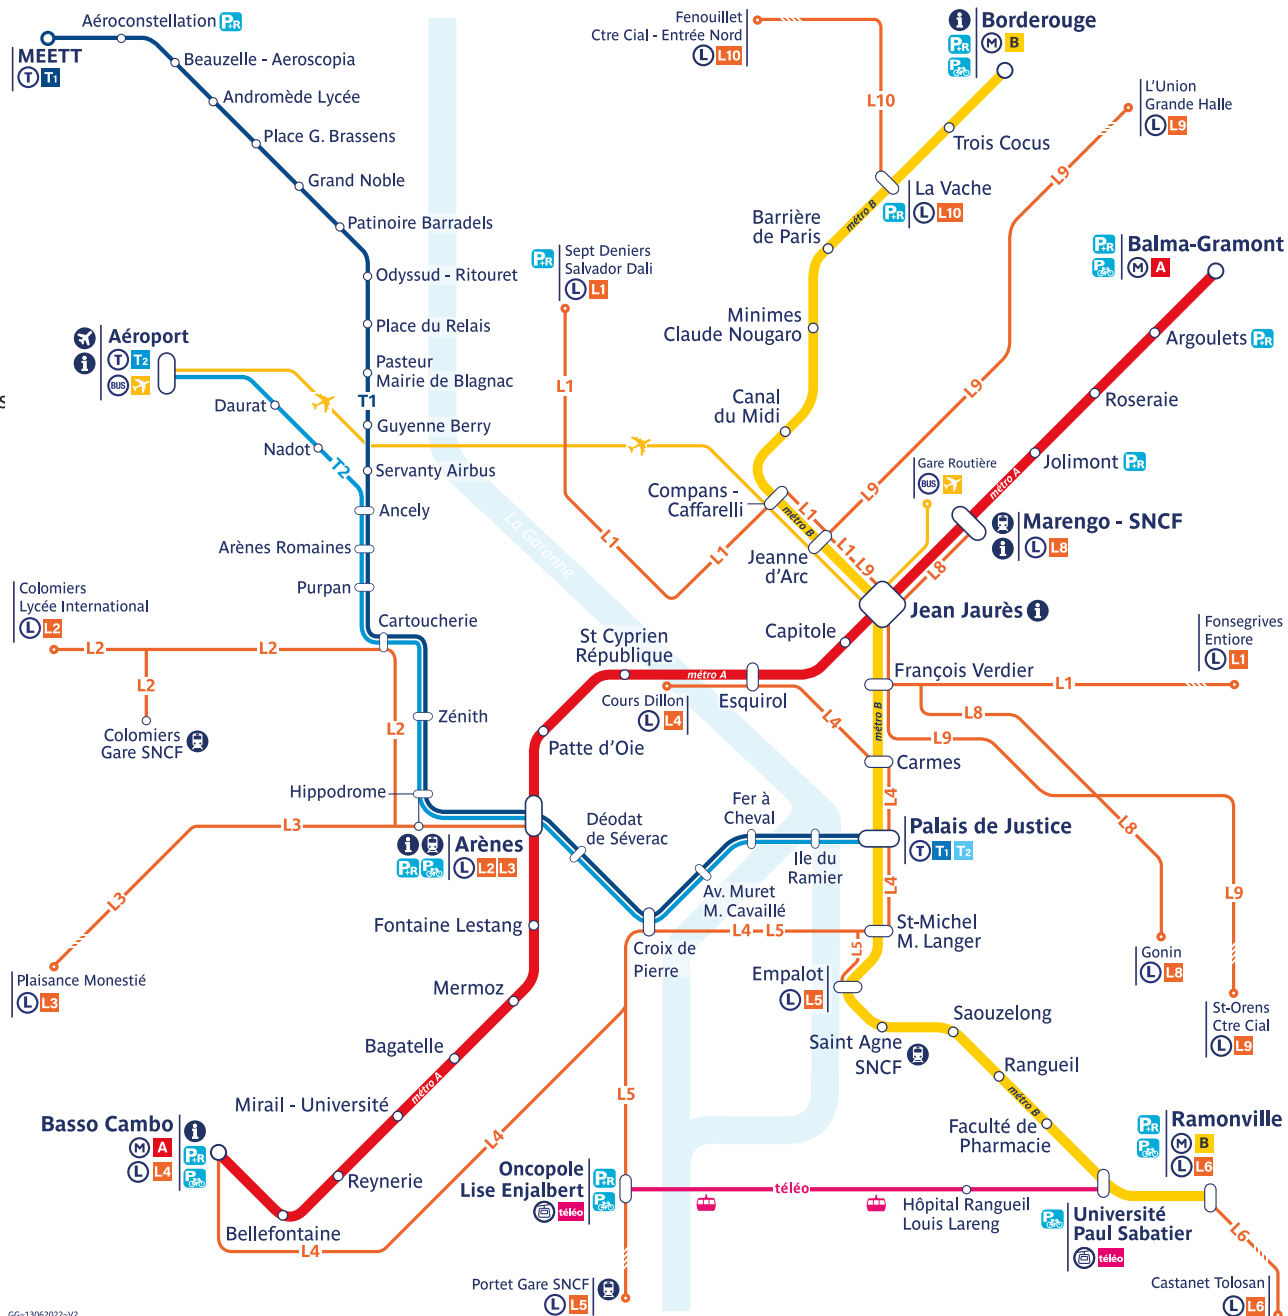 Aéroconstellation P+R
MEETT
T T1
Beauzelle - Aeroscopia
Andromède Lycée
Place G. Brassens
Grand Noble
Patinoire Barradels
Odyssud - Ritouret
Place du Relais
Pasteur
Mairie de Blagnac
T1
Guyenne Berry
Servanty Airbus
Ancely
Arènes Romaines
Purpan
Cartoucherie
Zénith
Hippodrome
i Aéroport
T T2
BUS
Daurat
Nadot
T2
s
Fenouillet
Ctre Cial - Entrée Nord
L L10
L10
i Borderouge
P+R M B
P
Trois Cocus
La Vache
P+R L L10
métro B
Barrière
de Paris
Minimes
Claude Nougaro
Canal
du Midi
Compans -
Caffarelli
métro B
Jeanne
d'Arc
L'Union
Grande Halle
L L9
L9
L9
L9
P+R Sept Deniers
Salvador Dali
L L1
L1
L1
L1
L1
L1
L9
P+R Balma-Gramont
P M A
Argoulets P+R
Roseraie
Jolimont P+R
métro A
Gare Routière
BUS
Marengo - SNCF
i L L8
L8
Jean Jaurès i
Capitole
La Garonne
St Cyprien
République
métro A
Esquirol
Cours Dillon
L L4
L4
Patte d'Oie
Colomiers
Lycée International
L L2
L2
L2
L2
L2
Colomiers
Gare SNCF
François Verdier
métro B
L1
Fonsegrives
Entiore
L L1
L8
L9
Carmes
L4
Palais de Justice
T T1 T2
L4
St-Michel
M. Langer
L8
L9
Gonin
L L8
St-Orens
Ctre Cial
L L9
L3
i Arènes
P+R P L L2 L3
Déodat
de Séverac
Fer à
Cheval
Ile du
Ramier
Av. Muret
M. Cavaillé
Croix de
Pierre
L4
L5
L5
Empalot
L L5
Saint Agne
SNCF
Saouzelong
Rangueil
métro B
Faculté de
Pharmacie
L3
Plaisance Monestié
L L3
Fontaine Lestang
Mermoz
Bagatelle
métro A
Mirail - Université
Reynerie
Bellefontaine
Basso Cambo i
M A P+R
L L4 P
L4
L4
L5
Oncopole P+R
Lise Enjalbert P
téléo
téléo
Hôpital Rangueil
Louis Lareng
P Université
Paul Sabatier
téléo
P+R Ramonville
P M B
L L6
L6
Castanet Tolosan
L L6
Portet Gare SNCF
L L5
GG-13062022-V2